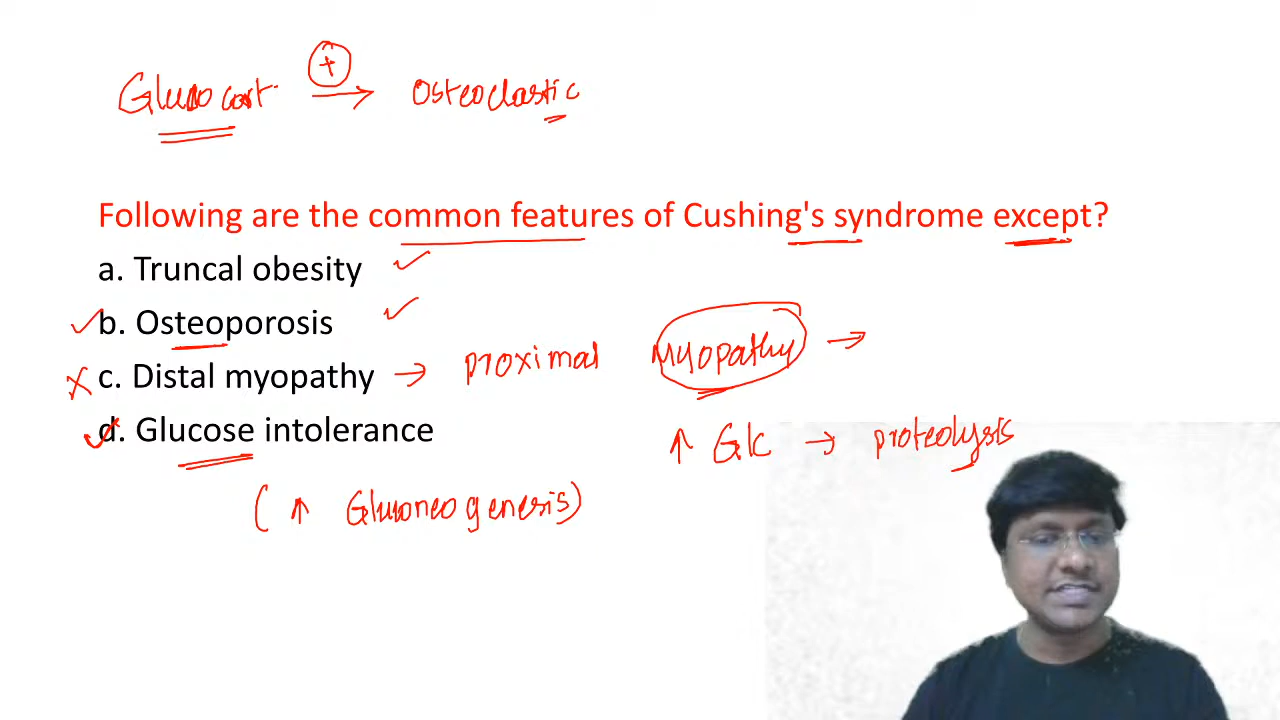 Glucocort. + → Osteoclastic
Following are the common features of Cushing's syndrome except?
a. Truncal obesity ✓
✓ b. Osteoporosis ✓
x c. Distal myopathy → proximal myopathy →
✓ d. Glucose intolerance
↑ Glc → proteolysis
( ↑ Gluconeogenesis)